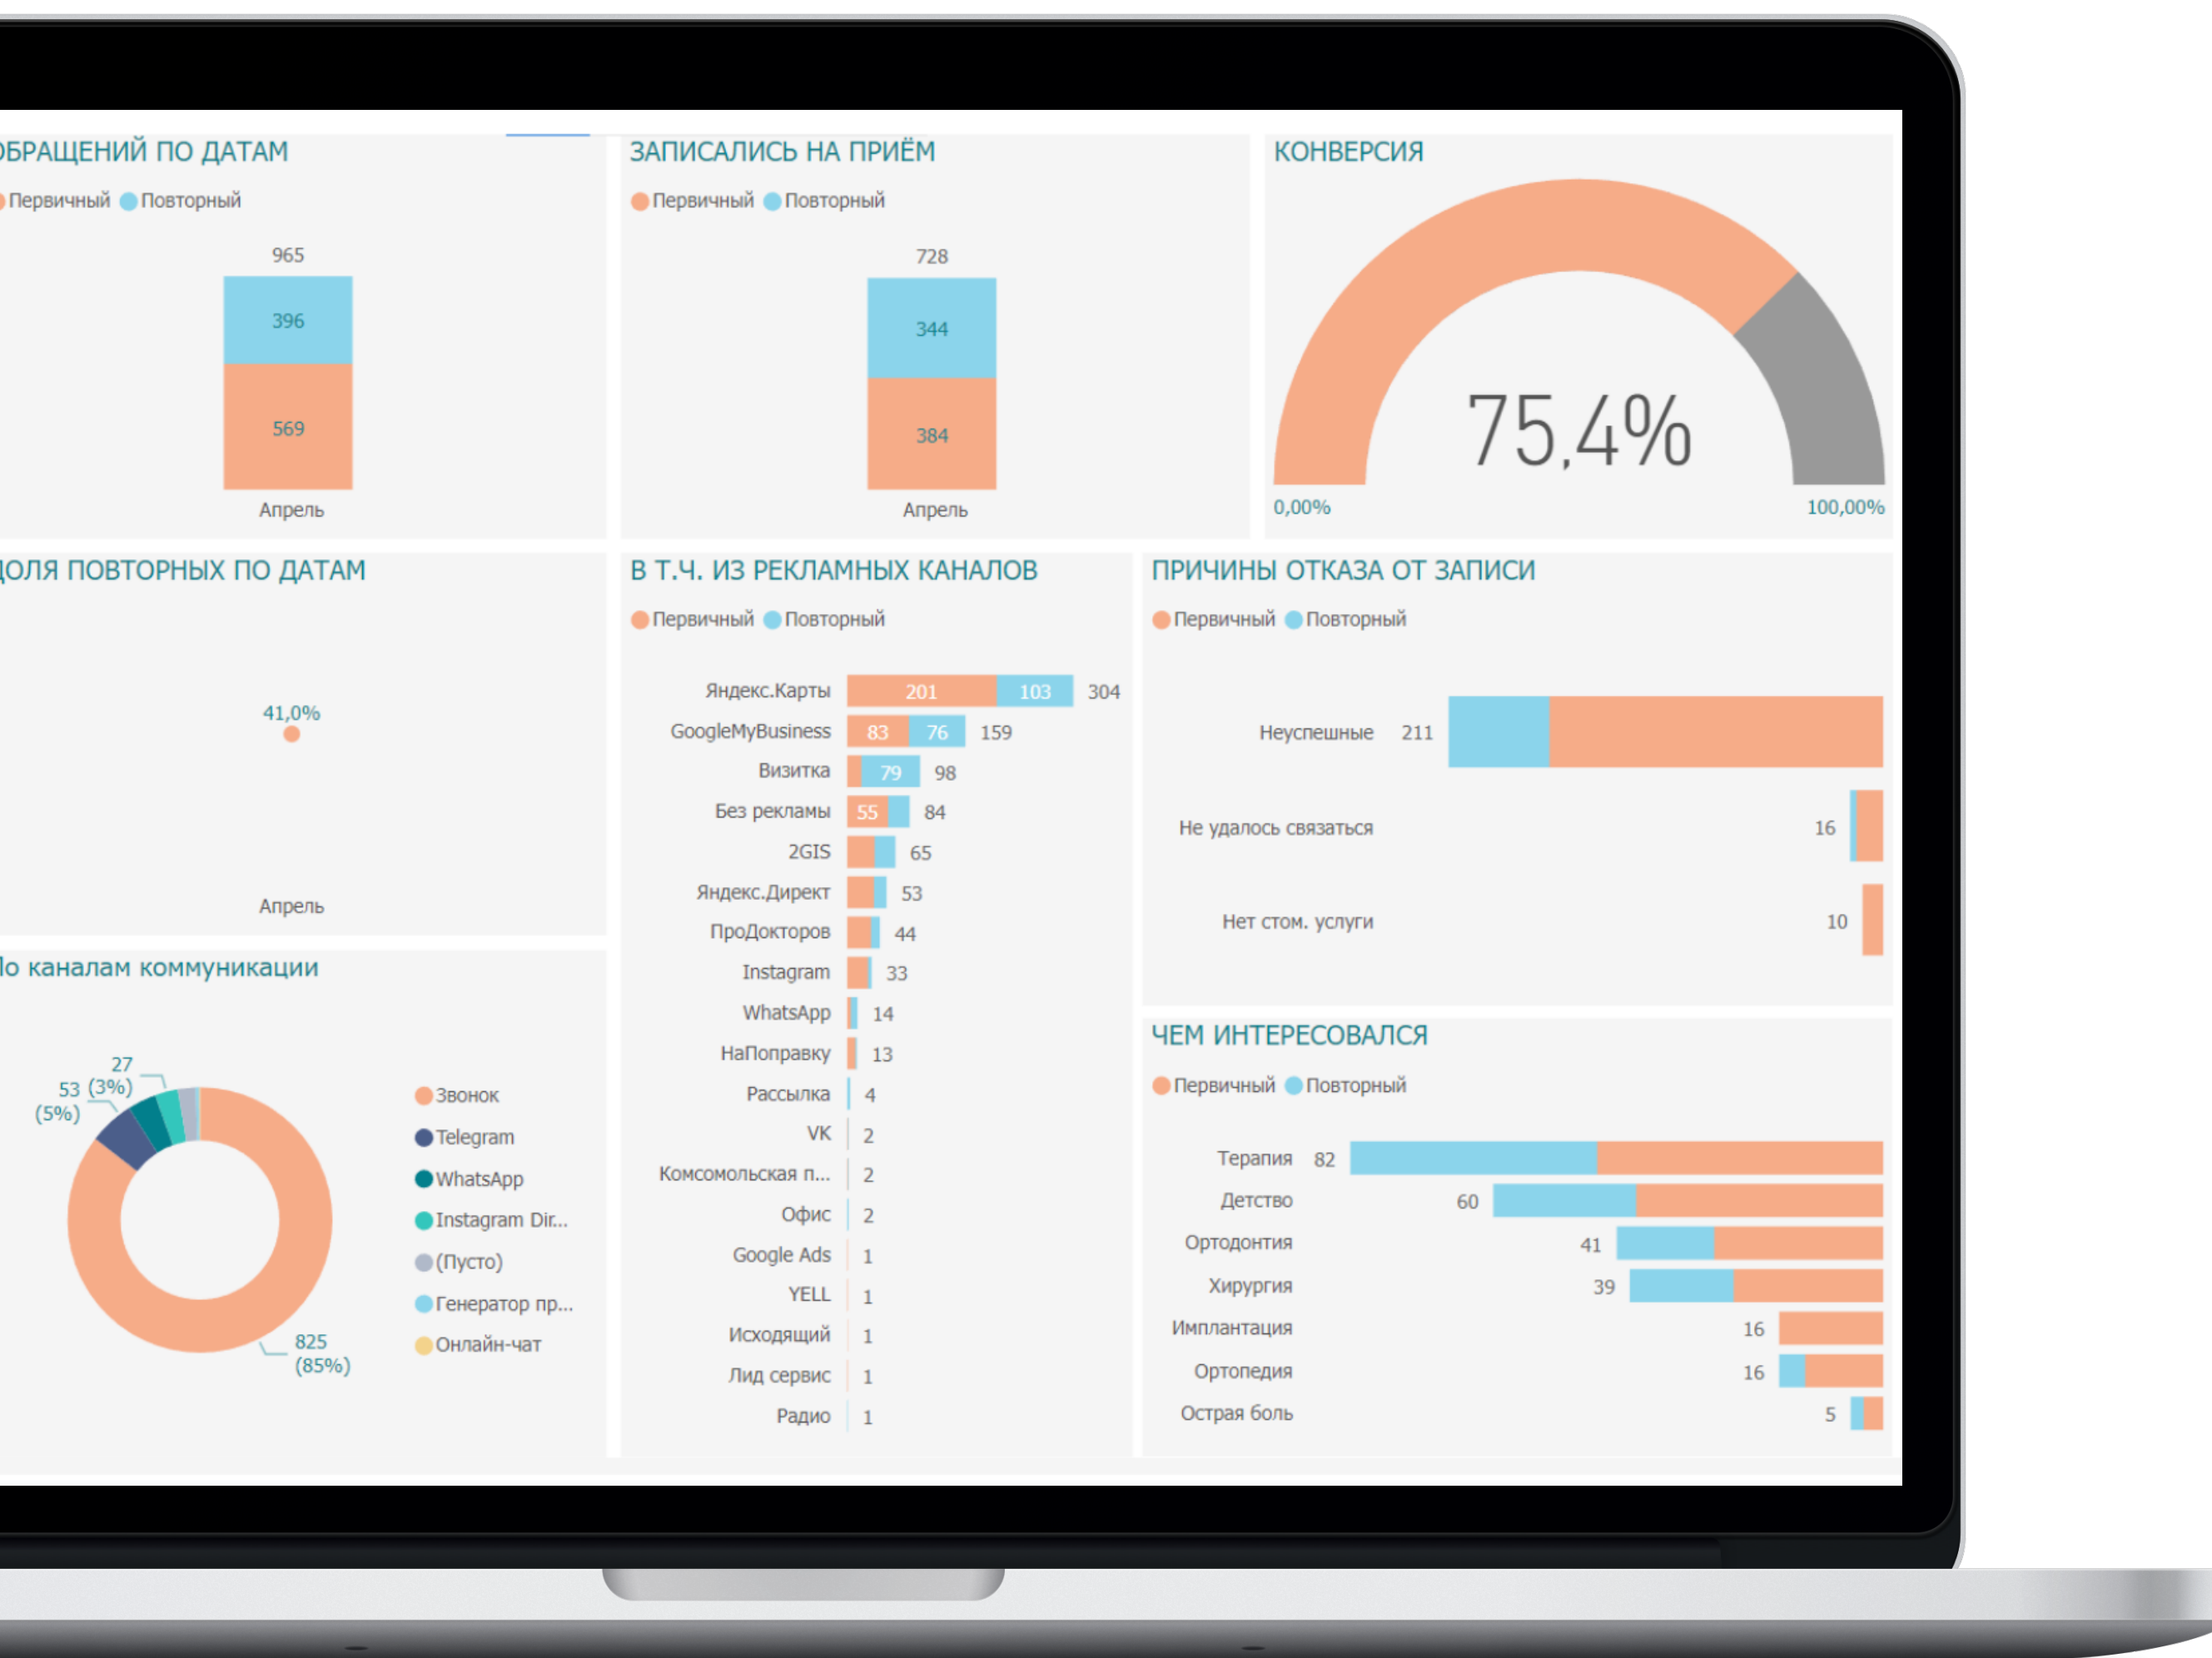 ОБРАЩЕНИЙ ПО ДАТАМ
Первичный Повторный
965
396
569
Апрель
ЗАПИСАЛИСЬ НА ПРИЁМ
Первичный Повторный
728
344
384
Апрель
КОНВЕРСИЯ
75,4%
0,00%
100,00%
ДОЛЯ ПОВТОРНЫХ ПО ДАТАМ
41,0%
Апрель
В Т.Ч. ИЗ РЕКЛАМНЫХ КАНАЛОВ
Первичный Повторный
Яндекс.Карты 201 103 304
GoogleMyBusiness 83 76 159
Визитка 79 98
Без рекламы 55 84
2GIS 65
Яндекс.Директ 53
ПроДокторов 44
Instagram 33
WhatsApp 14
НаПоправку 13
Рассылка 4
VK 2
Комсомольская п... 2
Офис 2
Google Ads 1
YELL 1
Исходящий 1
Лид сервис 1
Радио 1
ПРИЧИНЫ ОТКАЗА ОТ ЗАПИСИ
Первичный Повторный
Неуспешные 211
Не удалось связаться 16
Нет стом. услуги 10
По каналам коммуникации
27
(3%)
53
(5%)
825
(85%)
Звонок
Telegram
WhatsApp
Instagram Dir...
(Пусто)
Генератор пр...
Онлайн-чат
ЧЕМ ИНТЕРЕСОВАЛСЯ
Первичный Повторный
Терапия 82
Детство 60
Ортодонтия 41
Хирургия 39
Имплантация 16
Ортопедия 16
Острая боль 5